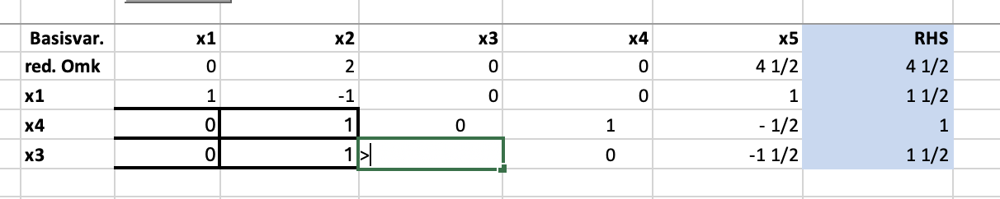 Basisvar. x1 x2 x3 x4 x5 RHS
red. Omk 0 2 0 0 4 1/2 4 1/2
x1 1 -1 0 0 1 1 1/2
x4 0 1 0 1 - 1/2 1
x3 0 1 > 0 -1 1/2 1 1/2